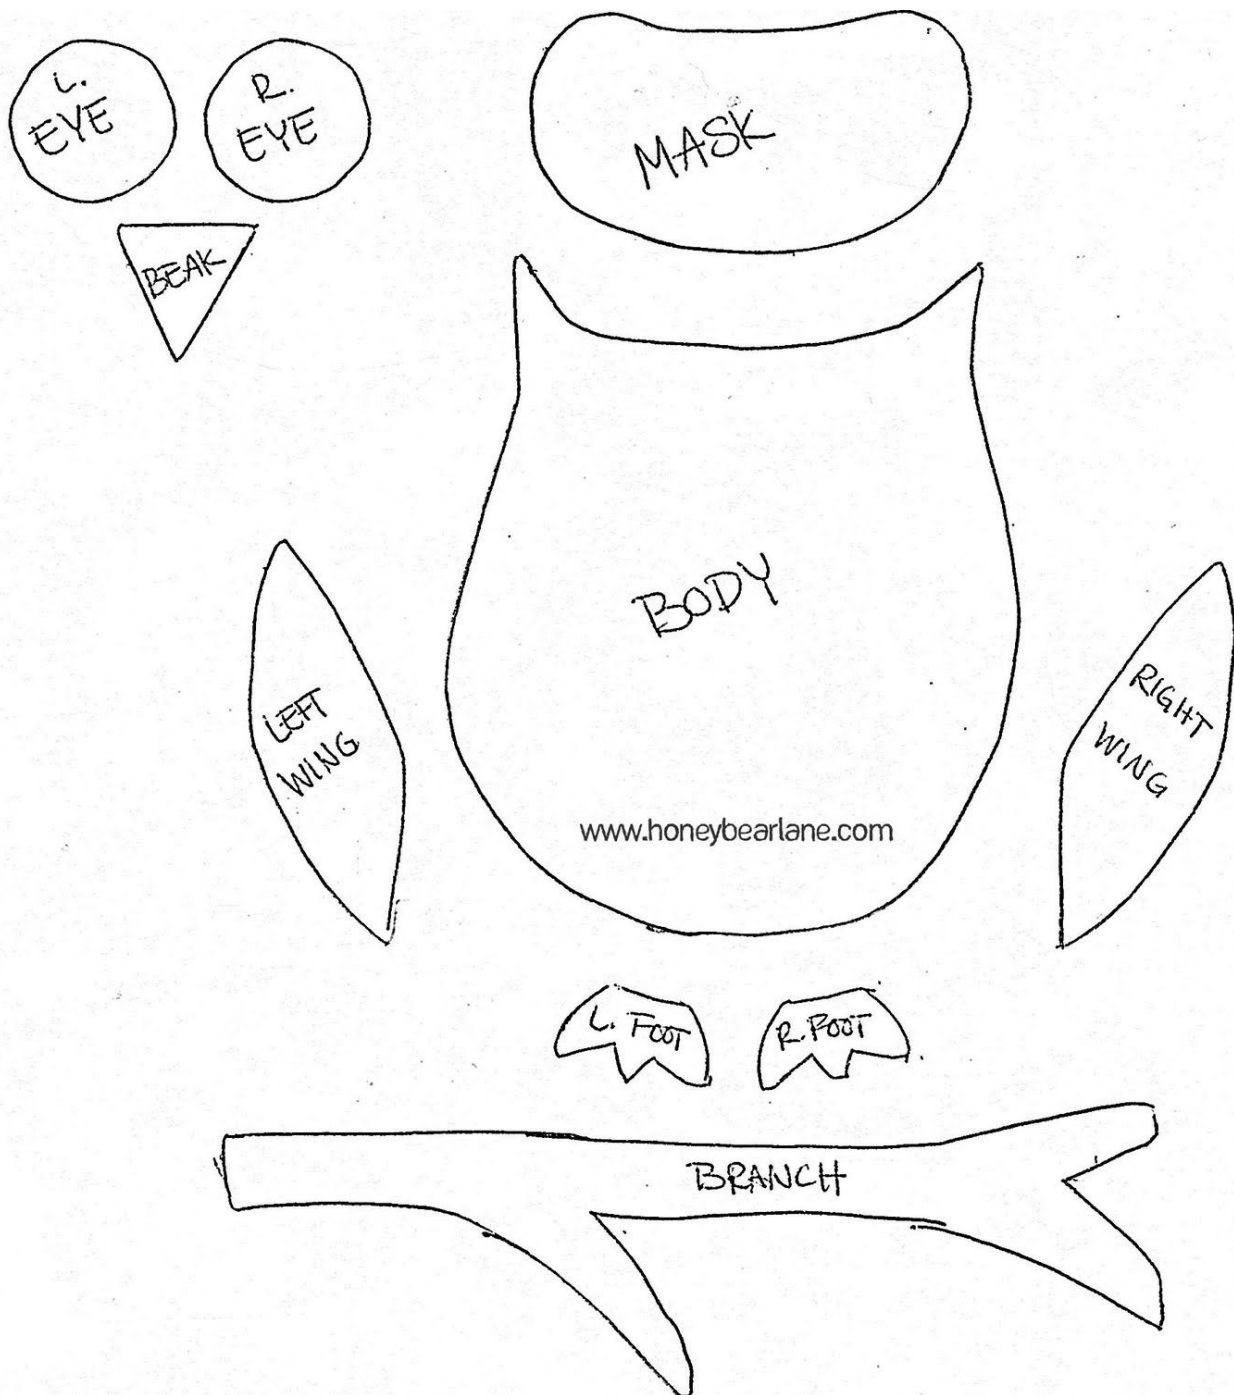 L.
EYE
R.
EYE
MASK
BEAK
BODY
LEFT
WING
RIGHT
WING
www.honeybearlane.com
L. FOOT
R. FOOT
BRANCH